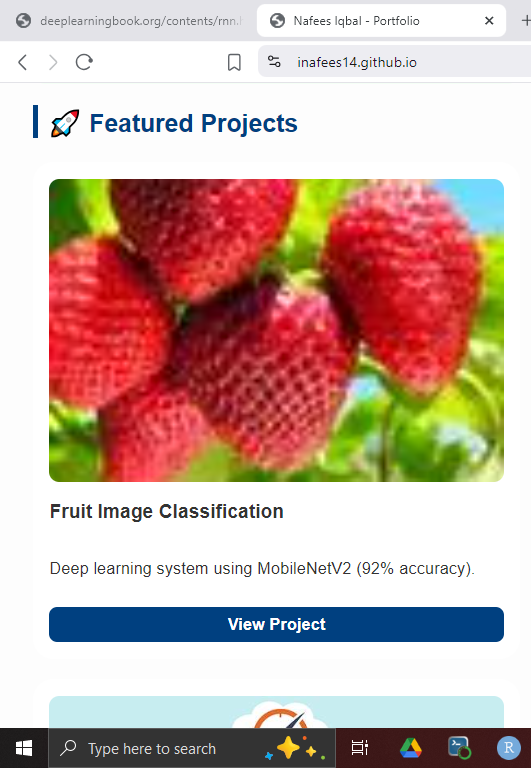 deeplearningbook.org/contents/rnn.
Nafees Iqbal - Portfolio
inafees14.github.io
Featured Projects
Fruit Image Classification
Deep learning system using MobileNetV2 (92% accuracy).
View Project
Type here to search
R